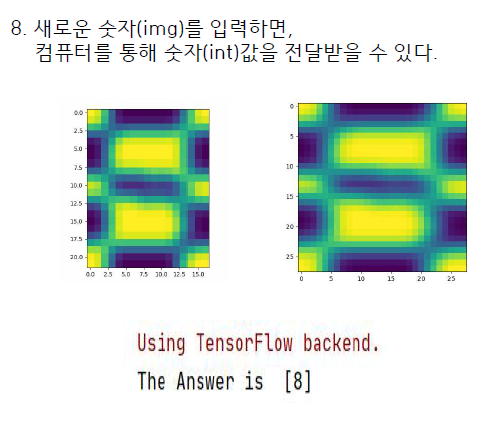 8. 새로운 숫자(img)를 입력하면,
컴퓨터를 통해 숫자(int)값을 전달받을 수 있다.
0.0
2.5
5.0
7.5
10.0
12.5
15.0
17.5
20.0
0.0 2.5 5.0 7.5 10.0 12.5 15.0
0
5
10
15
20
25
0 5 10 15 20 25
Using TensorFlow backend.
The Answer is [8]